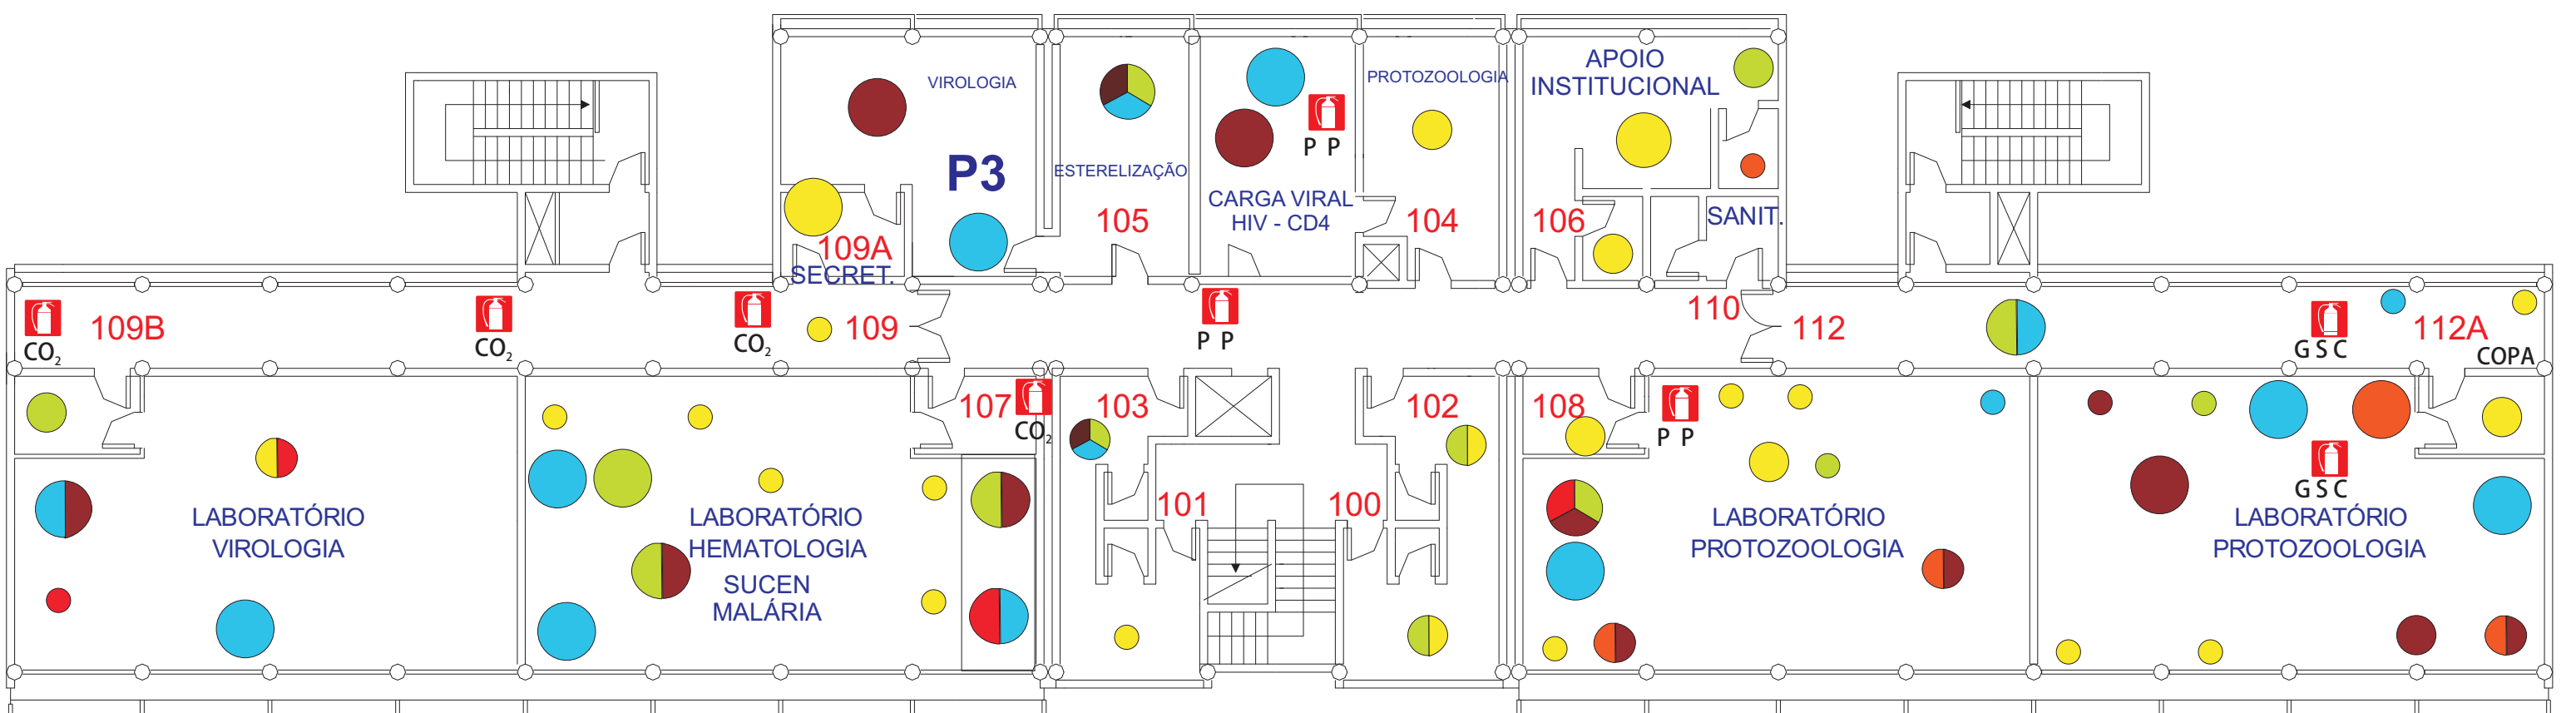 APOIO
INSTITUCIONAL
VIROLOGIA
PROTOZOOLOGIA
P P
P3
ESTERELIZAÇÃO
CARGA VIRAL
HIV - CD4
105
104
106
SANIT.
109A
SECRET.
109B
CO2
CO2
CO2
109
P P
110
112
G S C
112A
COPA
107
CO2
103
102
108
P P
G S C
101
100
LABORATÓRIO
VIROLOGIA
LABORATÓRIO
HEMATOLOGIA
SUCEN
MALÁRIA
LABORATÓRIO
PROTOZOOLOGIA
LABORATÓRIO
PROTOZOOLOGIA